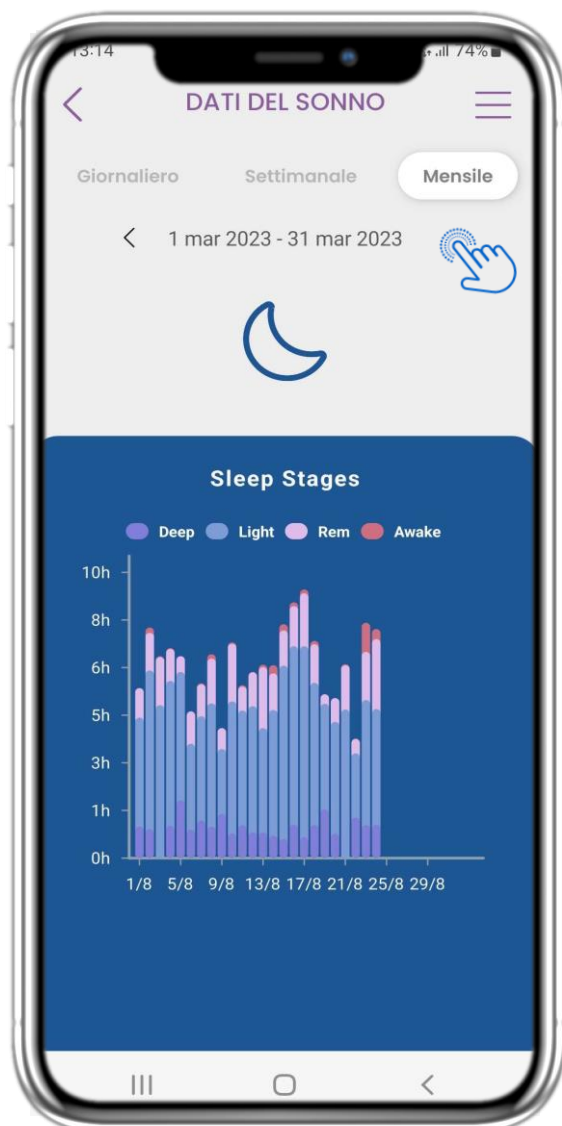 13:14 74%
DATI DEL SONNO
Giornaliero Settimanale Mensile
1 mar 2023 - 31 mar 2023
Sleep Stages
Deep Light Rem Awake
10h
8h
6h
5h
3h
1h
0h
1/8 5/8 9/8 13/8 17/8 21/8 25/8 29/8